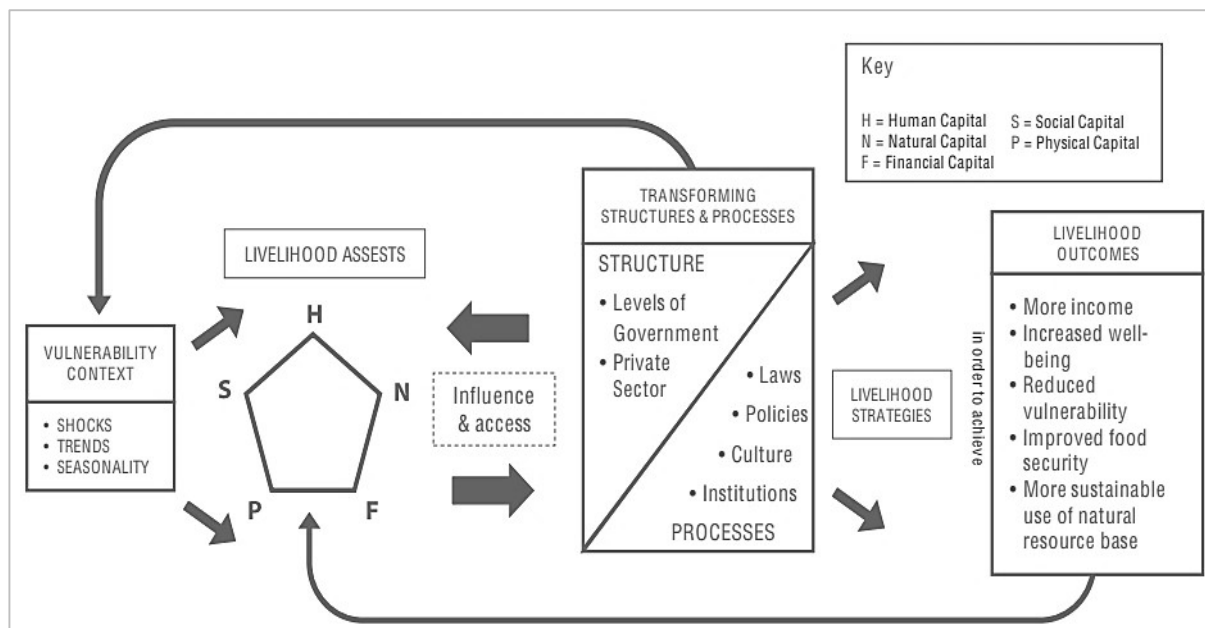 Key
H = Human Capital
S = Social Capital
N = Natural Capital
P = Physical Capital
F = Financial Capital
TRANSFORMING
STRUCTURES & PROCESSES
STRUCTURE
• Levels of
Government
• Private
Sector
• Laws
• Policies
• Culture
• Institutions
PROCESSES
LIVELIHOOD ASSESTS
H
S
N
P
F
VULNERABILITY
CONTEXT
• SHOCKS
• TRENDS
• SEASONALITY
Influence
& access
LIVELIHOOD
STRATEGIES
in order to achieve
LIVELIHOOD
OUTCOMES
• More income
• Increased well-
being
• Reduced
vulnerability
• Improved food
security
• More sustainable
use of natural
resource base